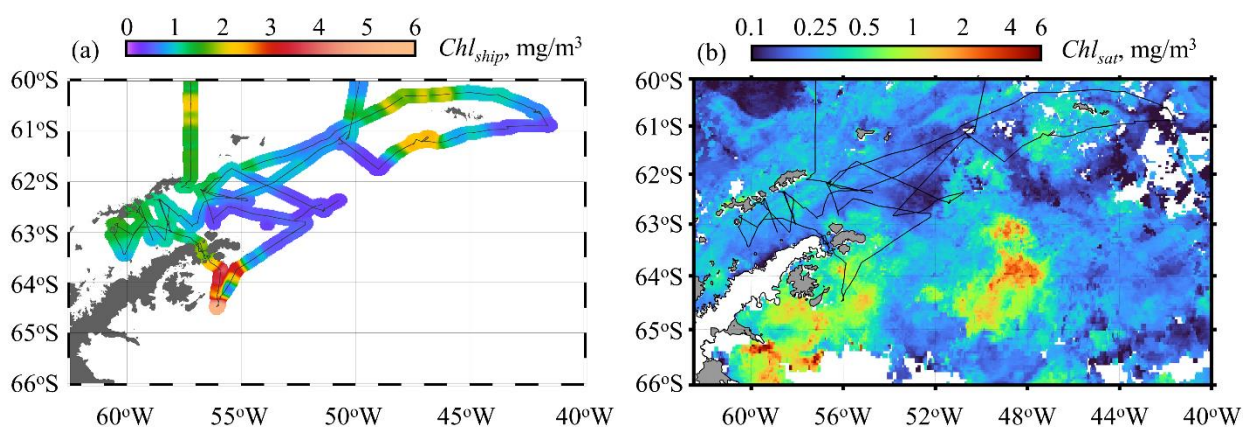 (a) 0 1 2 3 4 5 6 Chl_ship, mg/m³
60°S
61°S
62°S
63°S
64°S
65°S
66°S
60°W 55°W 50°W 45°W 40°W
(b) 0.1 0.25 0.5 1 2 4 6 Chl_sat, mg/m³
60°S
61°S
62°S
63°S
64°S
65°S
66°S
60°W 56°W 52°W 48°W 44°W 40°W